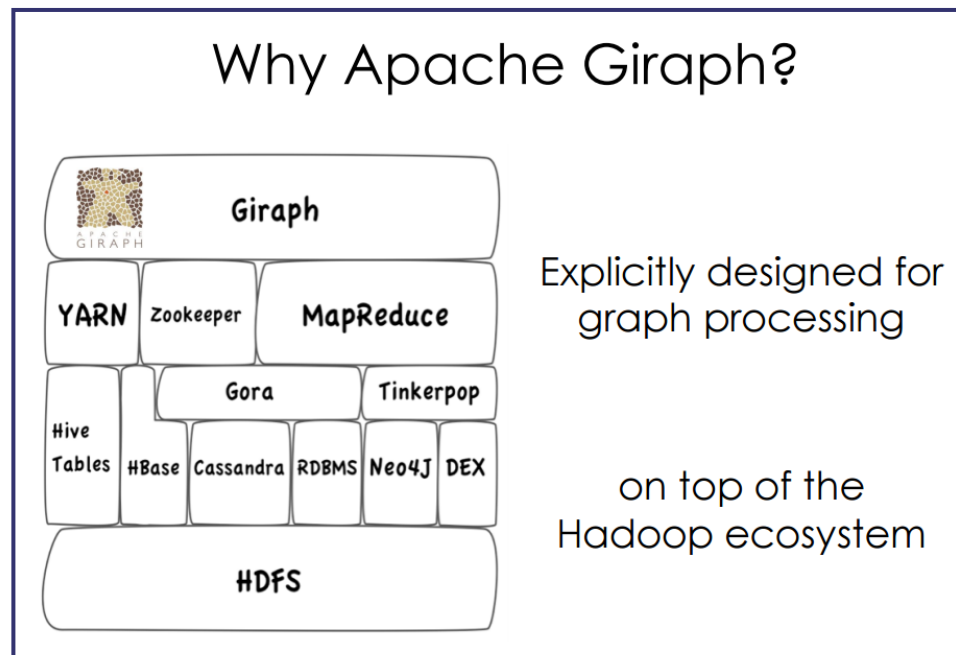 Why Apache Giraph?
APACHE
GIRAPH
Giraph
Explicitly designed for
graph processing
YARN
Zookeeper
MapReduce
Gora
Tinkerpop
Hive
Tables
HBase
Cassandra
RDBMS
Neo4J
DEX
on top of the
Hadoop ecosystem
HDFS